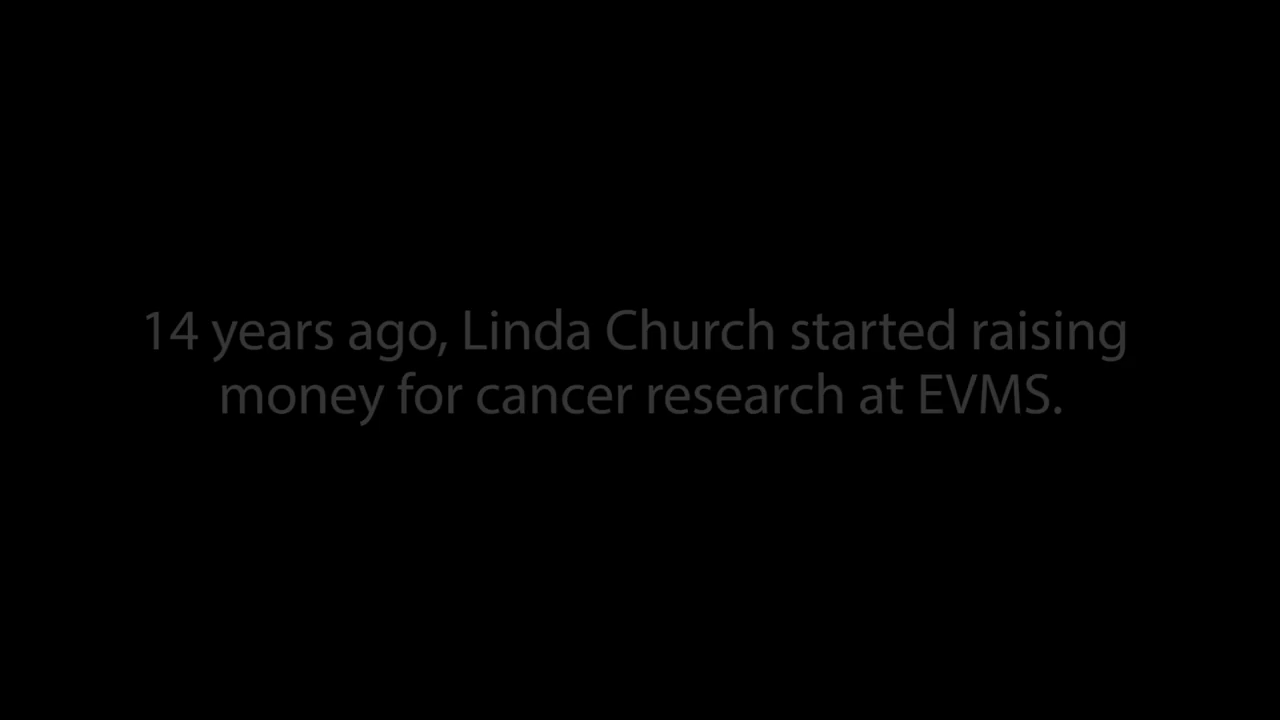 14 years ago, Linda Church started raising
money for cancer research at EVMS.